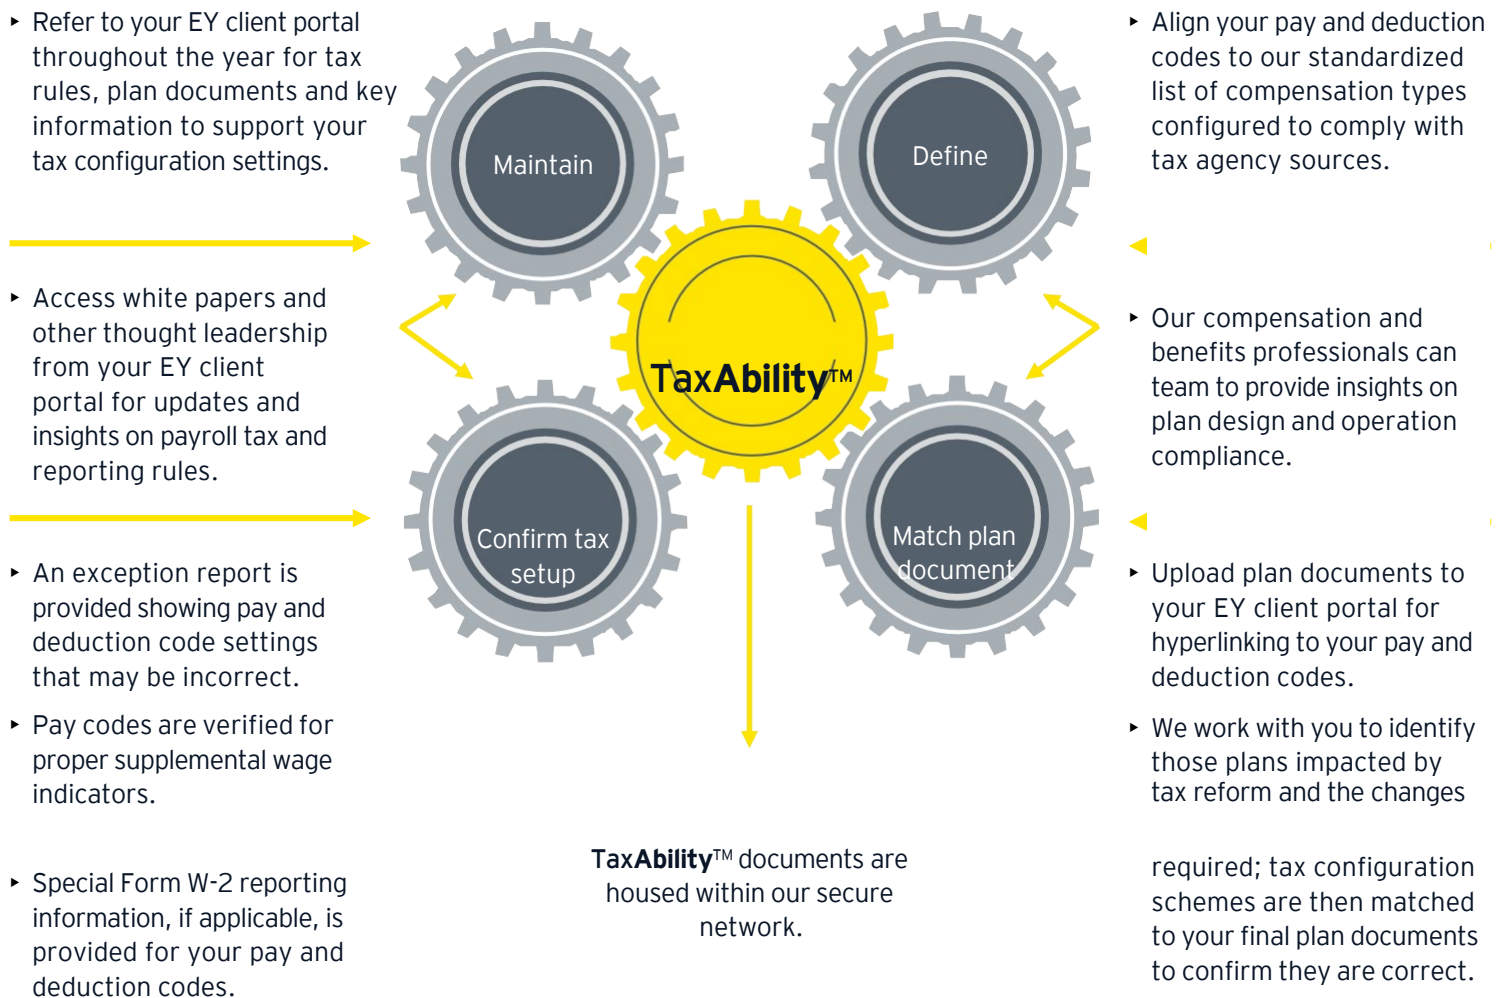 ▸ Refer to your EY client portal
throughout the year for tax
rules, plan documents and key
information to support your
tax configuration settings.
▸ Access white papers and
other thought leadership
from your EY client
portal for updates and
insights on payroll tax and
reporting rules.
▸ An exception report is
provided showing pay and
deduction code settings
that may be incorrect.
▸ Pay codes are verified for
proper supplemental wage
indicators.
▸ Special Form W-2 reporting
information, if applicable, is
provided for your pay and
deduction codes.
Maintain
Define
TaxAbility™
Confirm tax
setup
Match plan
document
TaxAbility™ documents are
housed within our secure
network.
▸ Align your pay and deduction
codes to our standardized
list of compensation types
configured to comply with
tax agency sources.
▸ Our compensation and
benefits professionals can
team to provide insights on
plan design and operation
compliance.
▸ Upload plan documents to
your EY client portal for
hyperlinking to your pay and
deduction codes.
▸ We work with you to identify
those plans impacted by
tax reform and the changes
required; tax configuration
schemes are then matched
to your final plan documents
to confirm they are correct.